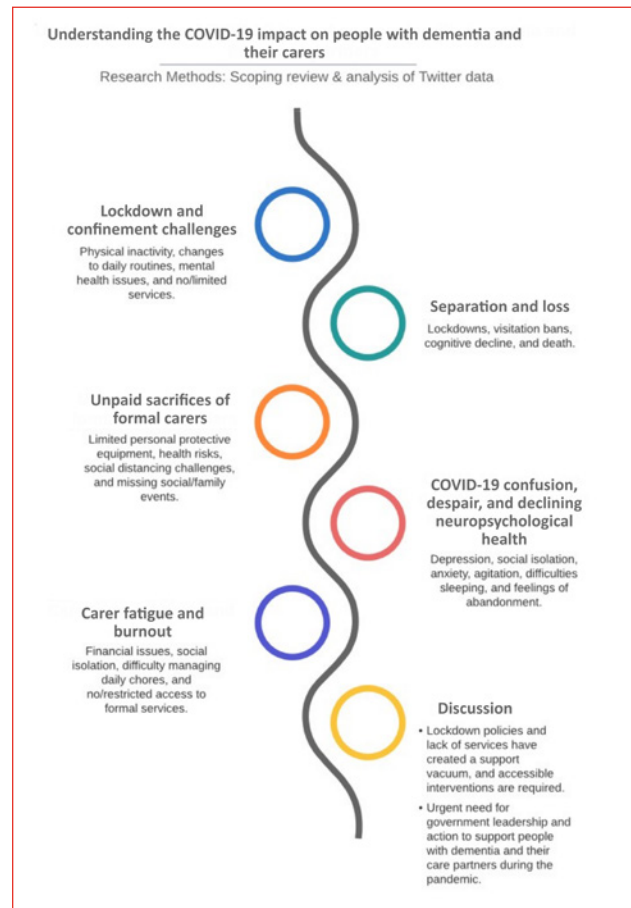 Understanding the COVID-19 impact on people with dementia and
their carers
Research Methods: Scoping review & analysis of Twitter data
Lockdown and
confinement challenges
Physical inactivity, changes
to daily routines, mental
health issues, and no/limited
services.
Separation and loss
Lockdowns, visitation bans,
cognitive decline, and death.
Unpaid sacrifices of
formal carers
Limited personal protective
equipment, health risks,
social distancing challenges,
and missing social/family
events.
COVID-19 confusion,
despair, and declining
neuropsychological
health
Depression, social isolation,
anxiety, agitation, difficulties
sleeping, and feelings of
abandonment.
Carer fatigue and
burnout
Financial issues, social
isolation, difficulty managing
daily chores, and
no/restricted access to
formal services.
Discussion
• Lockdown policies and
lack of services have
created a support
vacuum, and accessible
interventions are required.
• Urgent need for
government leadership and
action to support people
with dementia and their
care partners during the
pandemic.